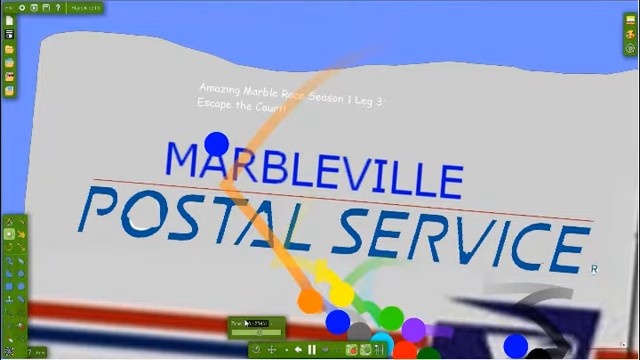 Amazing Marble Race Season 1 Leg 3:
Escape the Court!
MARBLEVILLE
POSTAL SERVICE
R